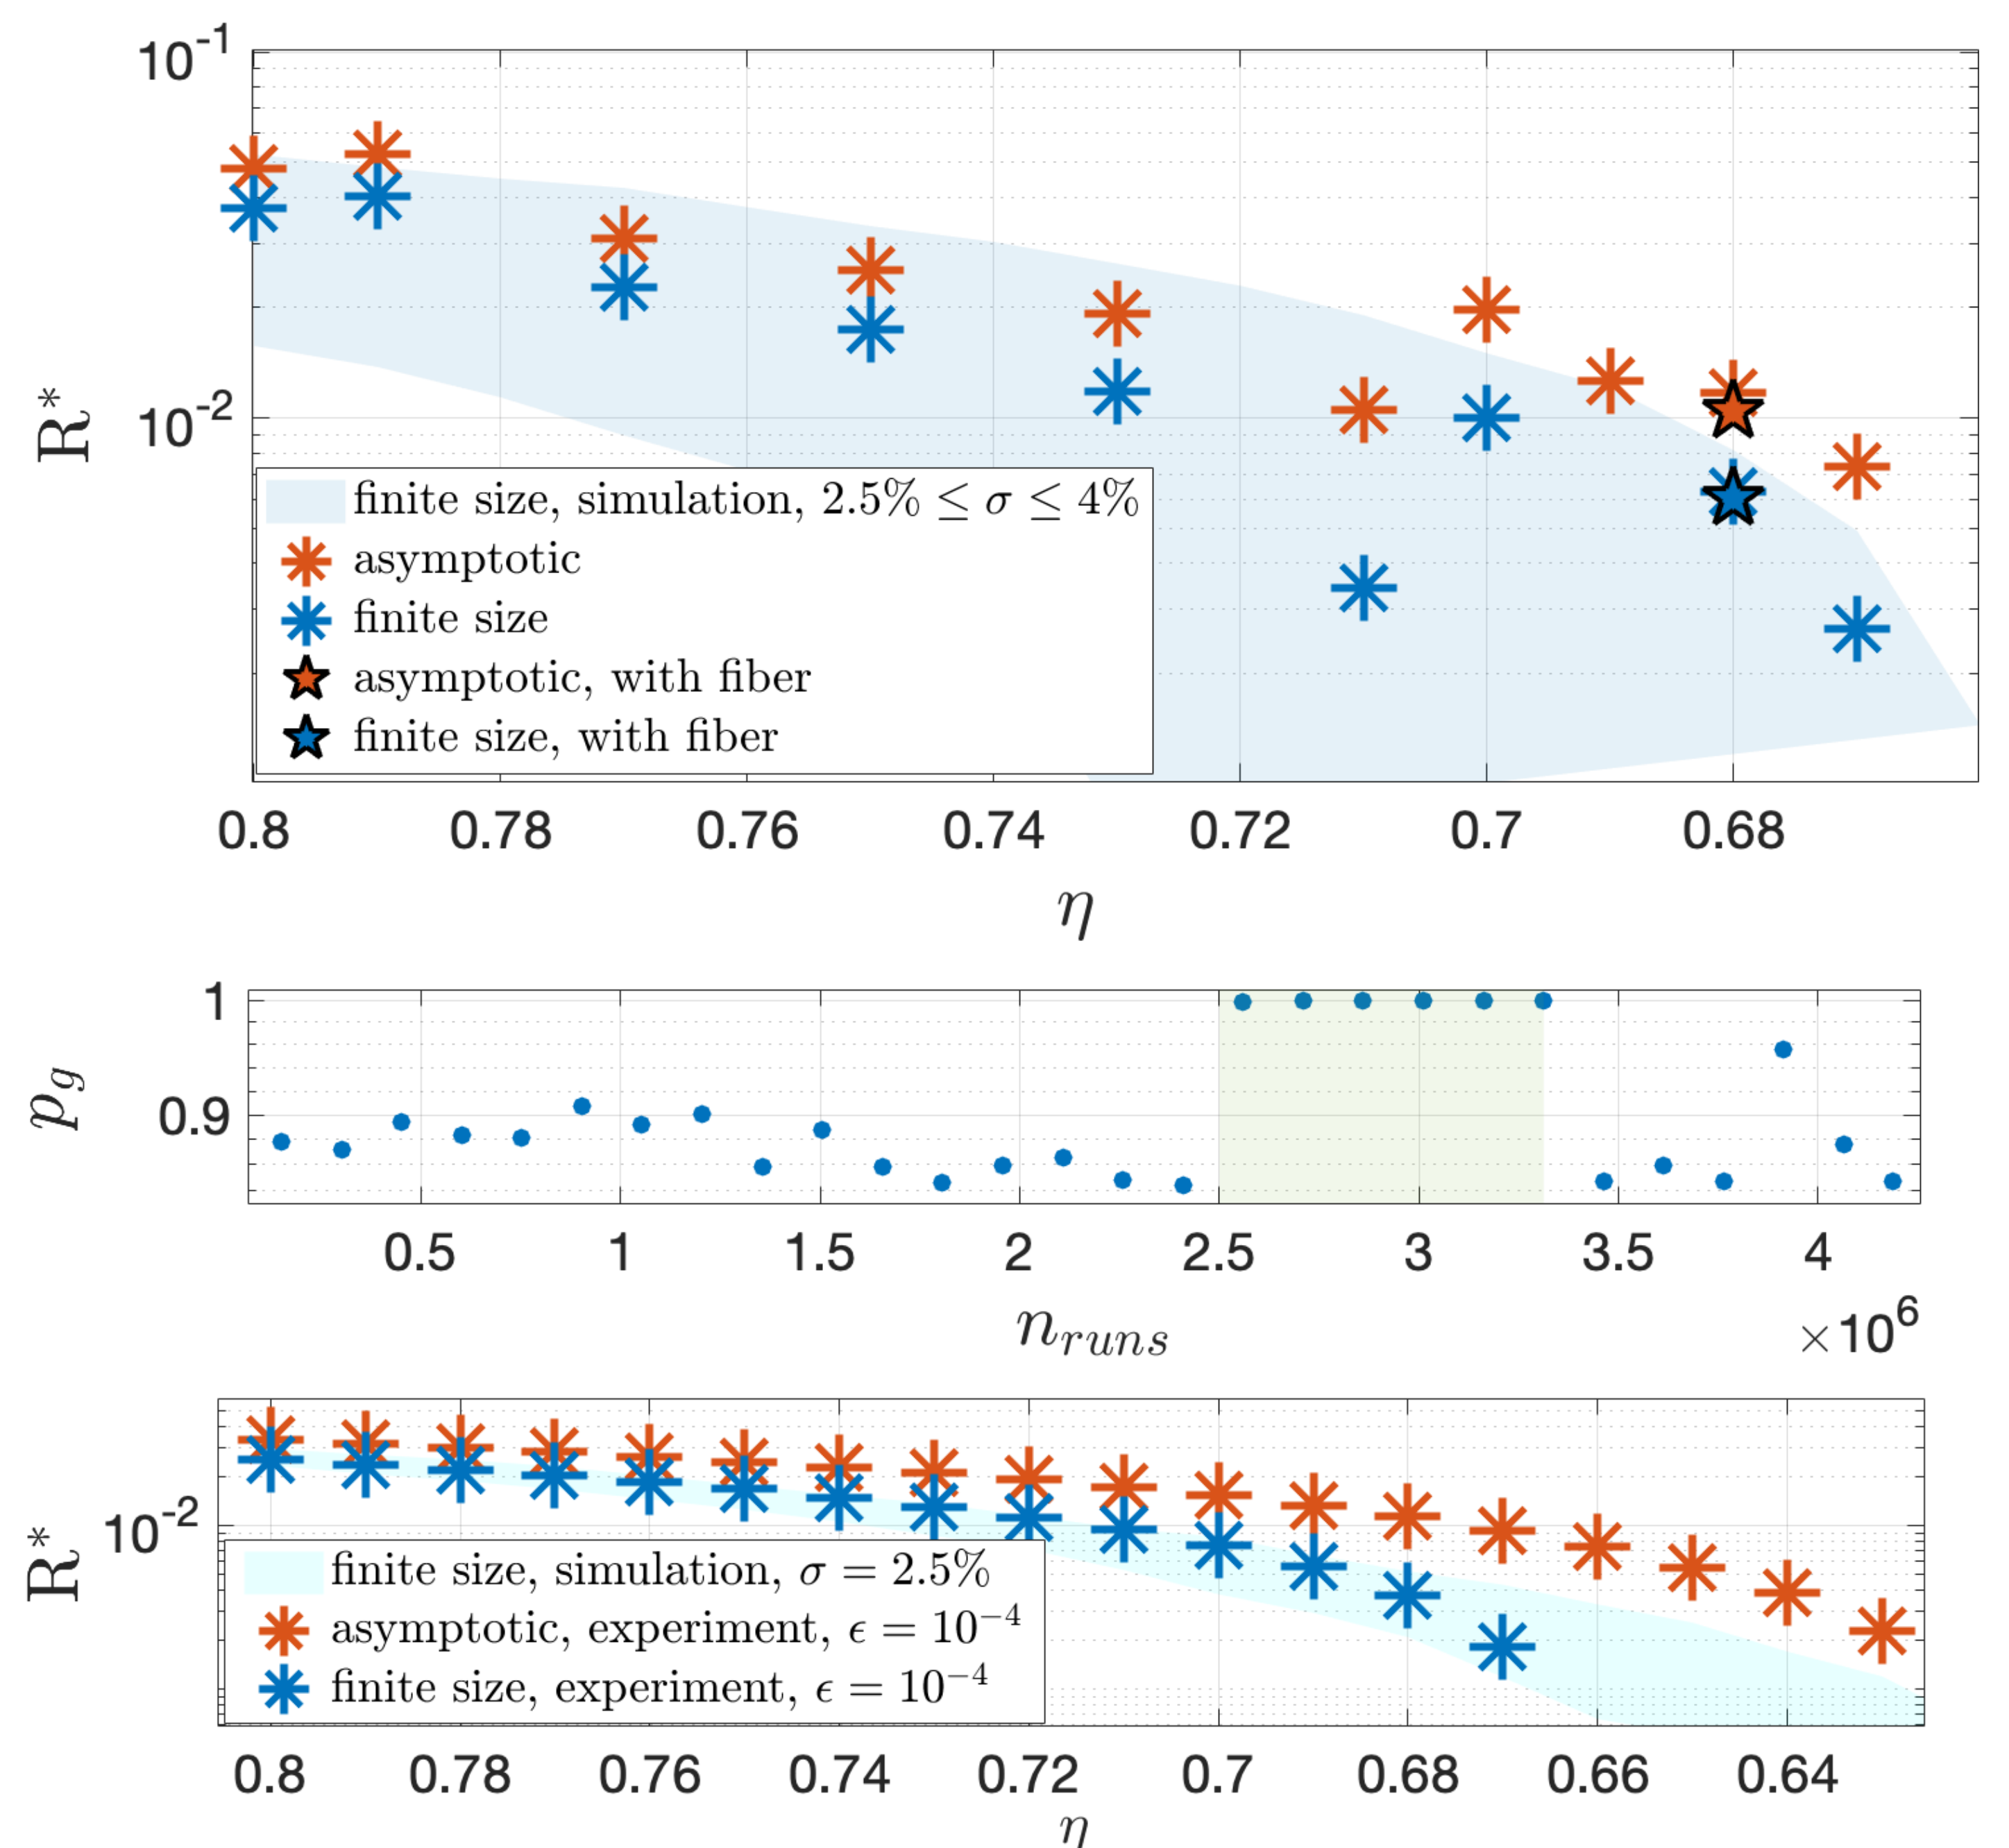 10^-1
10^-2
R*
finite size, simulation, 2.5% ≤ σ ≤ 4%
asymptotic
finite size
asymptotic, with fiber
finite size, with fiber
0.8 0.78 0.76 0.74 0.72 0.7 0.68
η
1
0.9
p_g
0.5 1 1.5 2 2.5 3 3.5 4
n_runs
×10^6
10^-2
R*
finite size, simulation, σ = 2.5%
asymptotic, experiment, ϵ = 10^-4
finite size, experiment, ϵ = 10^-4
0.8 0.78 0.76 0.74 0.72 0.7 0.68 0.66 0.64
η